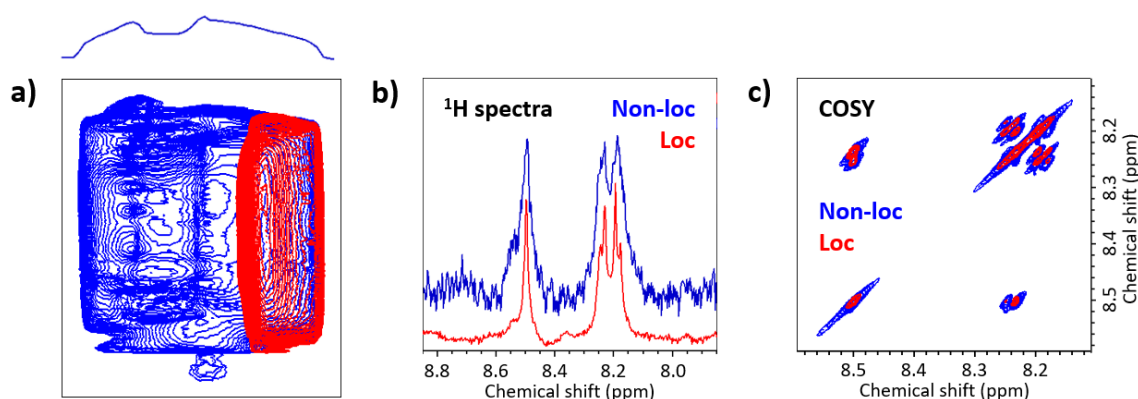 a)
b)
¹H spectra
Non-loc
Loc
8.8 8.6 8.4 8.2 8.0
Chemical shift (ppm)
c)
COSY
Non-loc
Loc
8.2
8.3
8.4
8.5
Chemical shift (ppm)
8.5 8.4 8.3 8.2
Chemical shift (ppm)